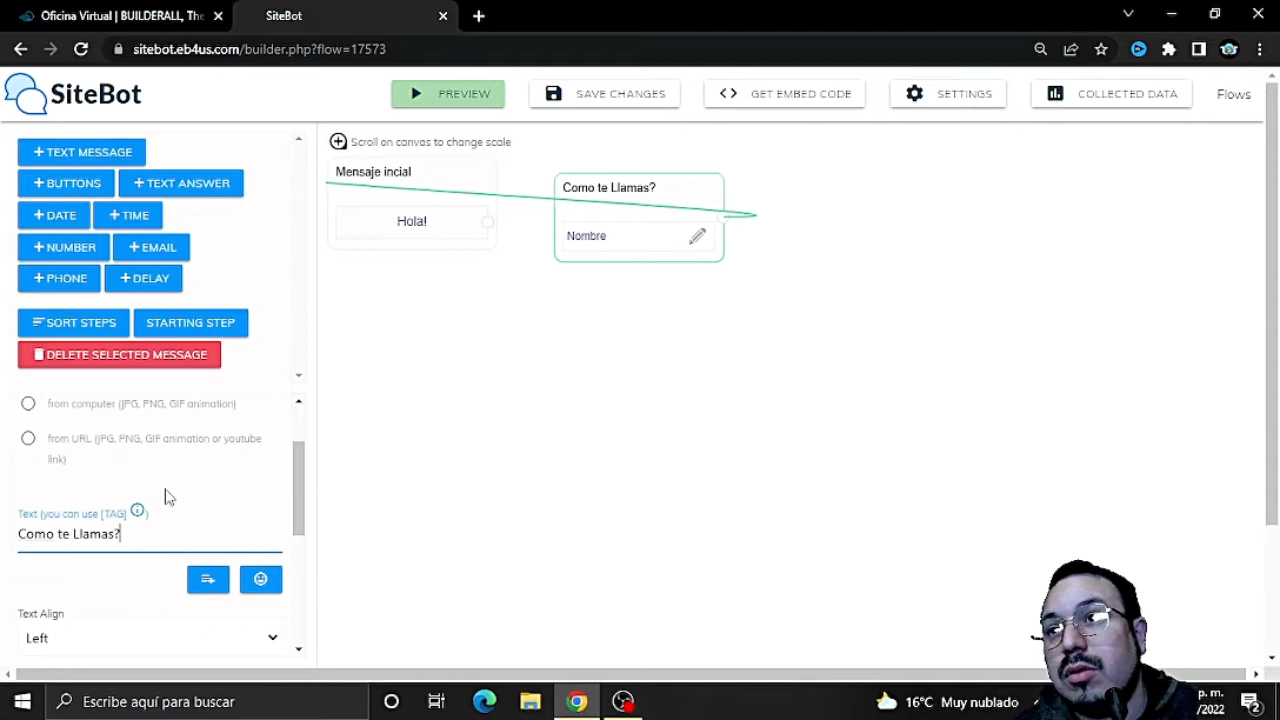 Oficina Virtual | BUILDERALL, The
SiteBot
sitebot.eb4us.com/builder.php?flow=17573
SiteBot
PREVIEW
SAVE CHANGES
GET EMBED CODE
SETTINGS
COLLECTED DATA
Flows
+ TEXT MESSAGE
+ BUTTONS
+ TEXT ANSWER
+ DATE
+ TIME
+ NUMBER
+ EMAIL
+ PHONE
+ DELAY
SORT STEPS
STARTING STEP
DELETE SELECTED MESSAGE
Scroll on canvas to change scale
Mensaje incial
Hola!
Como te Llamas?
Nombre
from computer (JPG, PNG, GIF animation)
from URL (JPG, PNG, GIF animation or youtube
link)
Text (you can use [TAG] )
Como te Llamas?
Text Align
Left
Escribe aquí para buscar
16°C Muy nublado
p. m.
/2022
2